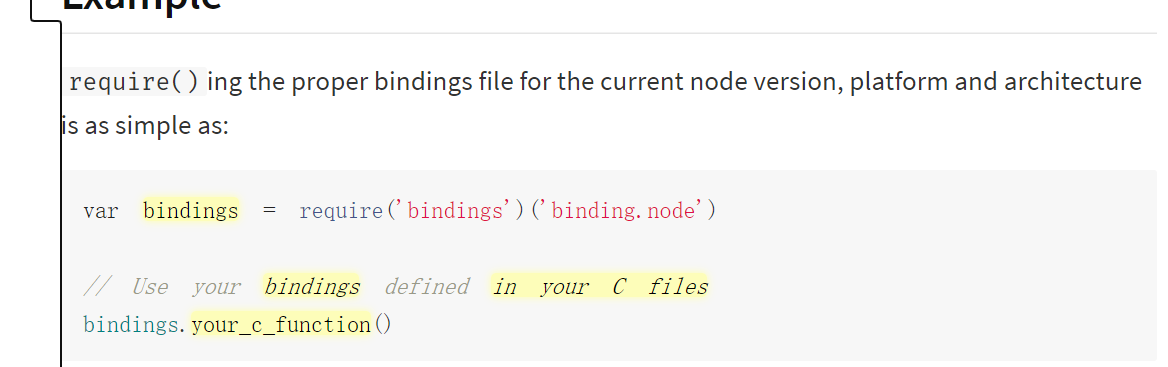 Example
require() ing the proper bindings file for the current node version, platform and architecture
is as simple as:
var bindings = require('bindings')('binding.node')
// Use your bindings defined in your C files
bindings.your_c_function()